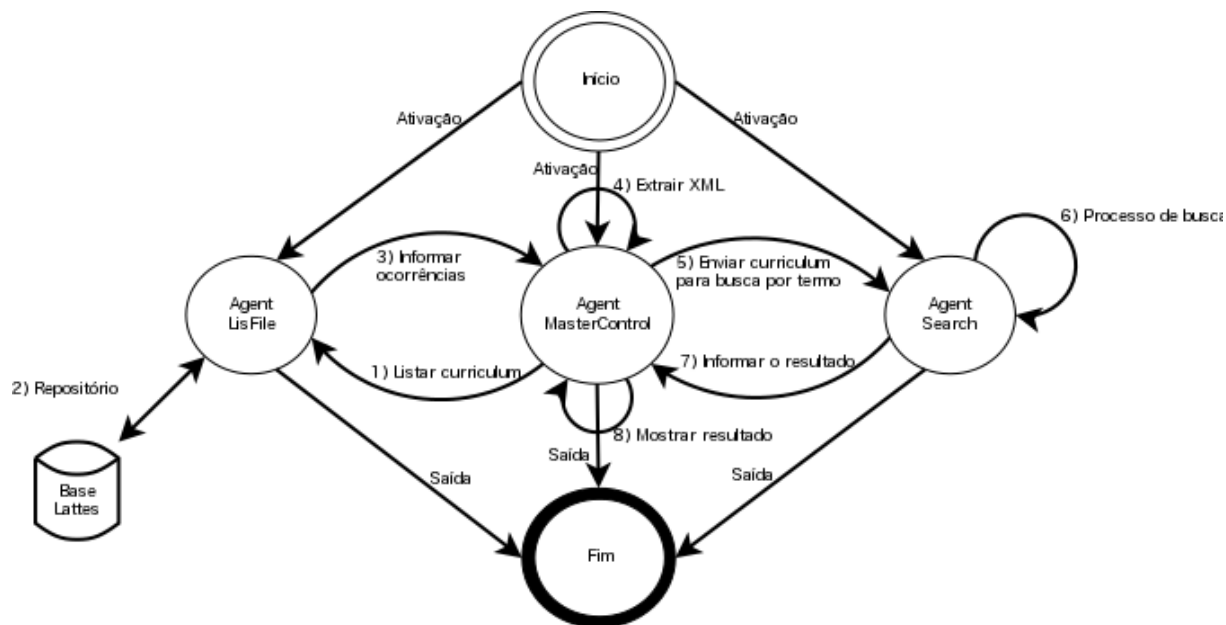 Início
Ativação
Ativação
Ativação
4) Extrair XML
6) Processo de busca
3) Informar
ocorrências
5) Enviar curriculum
para busca por termo
Agent
LisFile
Agent
MasterControl
Agent
Search
1) Listar curriculum
7) Informar o resultado
2) Repositório
8) Mostrar resultado
Saída
Saída
Saída
Base
Lattes
Fim